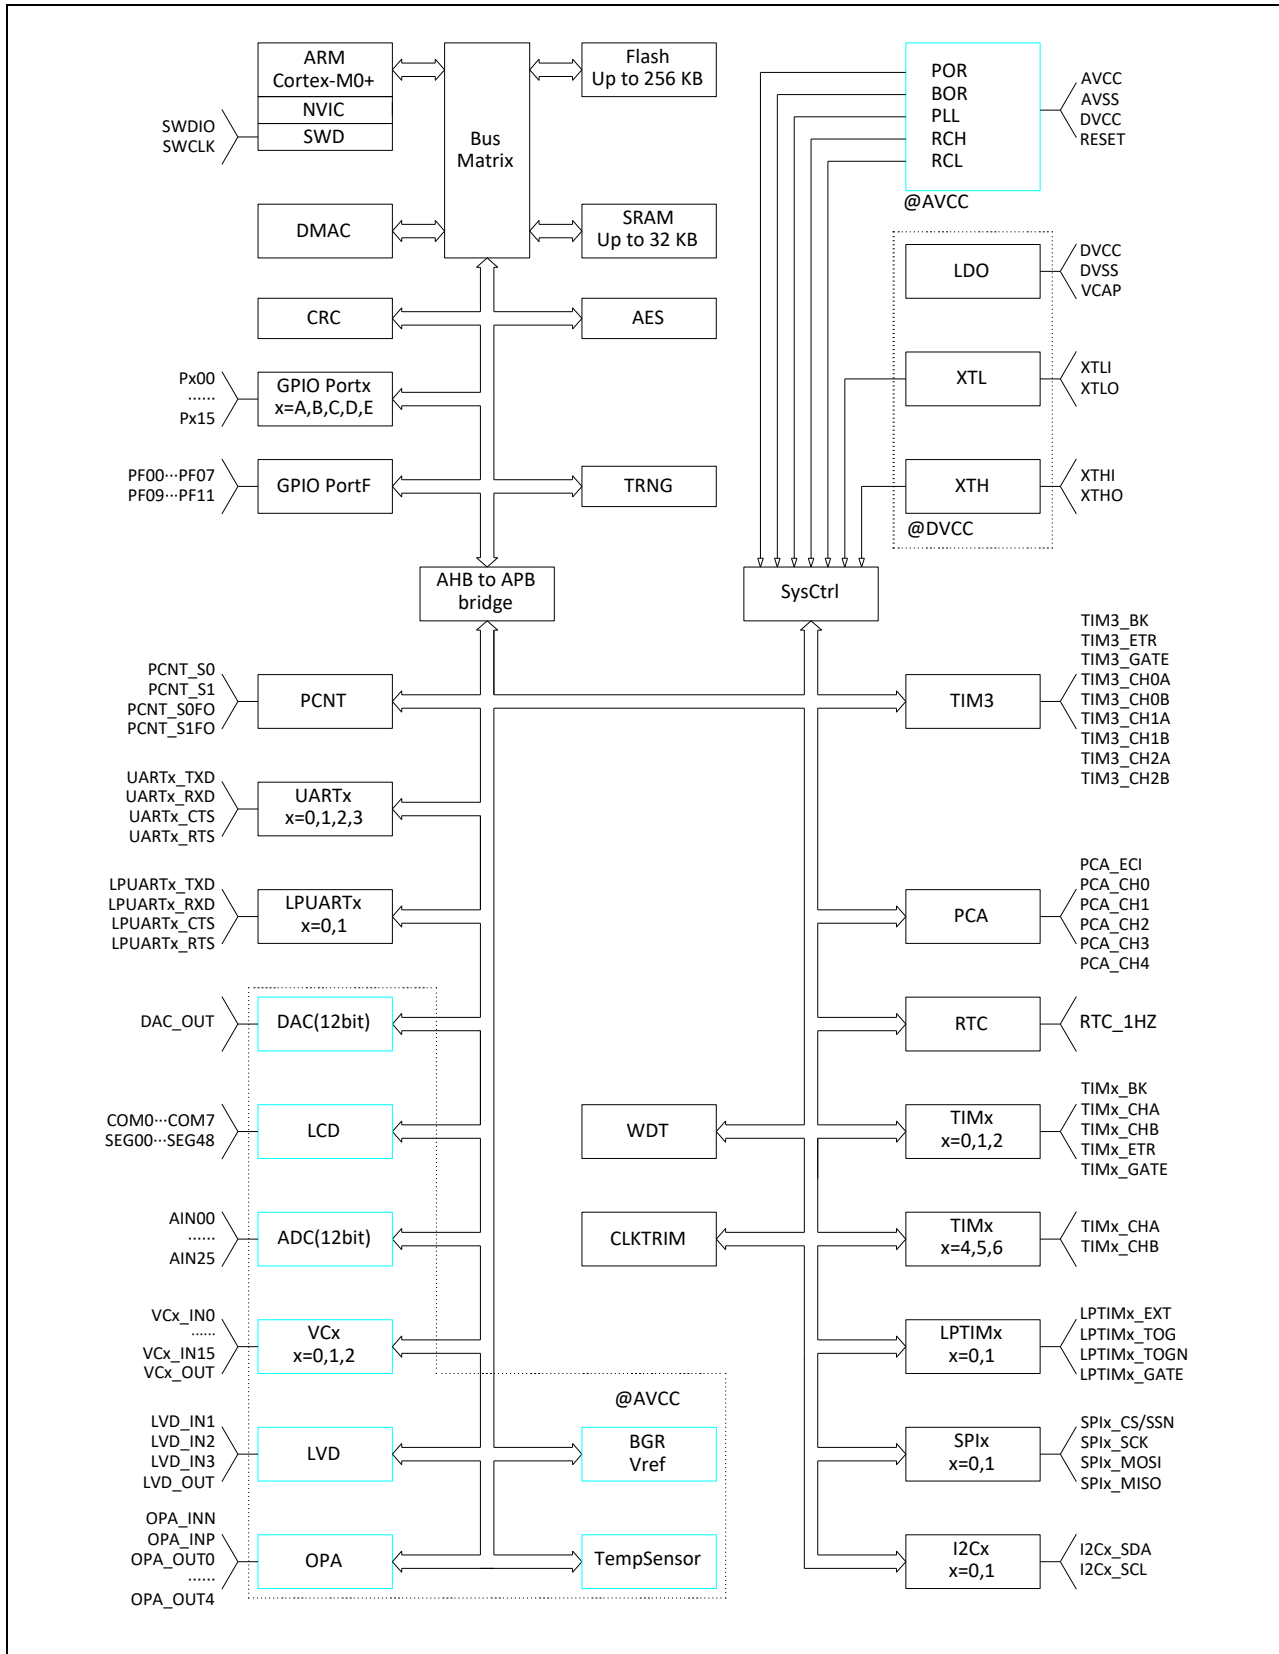 ARM
Cortex-M0+
NVIC
SWD
SWDIO
SWCLK
Bus
Matrix
Flash
Up to 256 KB
DMAC
SRAM
Up to 32 KB
CRC
AES
Px00
······
Px15
GPIO Portx
x=A,B,C,D,E
PF00···PF07
PF09···PF11
GPIO PortF
TRNG
AHB to APB
bridge
POR
BOR
PLL
RCH
RCL
@AVCC
AVCC
AVSS
DVCC
RESET
LDO
DVCC
DVSS
VCAP
XTL
XTLI
XTLO
XTH
XTHI
XTHO
@DVCC
SysCtrl
PCNT_S0
PCNT_S1
PCNT_S0FO
PCNT_S1FO
PCNT
TIM3
TIM3_BK
TIM3_ETR
TIM3_GATE
TIM3_CH0A
TIM3_CH0B
TIM3_CH1A
TIM3_CH1B
TIM3_CH2A
TIM3_CH2B
UARTx_TXD
UARTx_RXD
UARTx_CTS
UARTx_RTS
UARTx
x=0,1,2,3
LPUARTx_TXD
LPUARTx_RXD
LPUARTx_CTS
LPUARTx_RTS
LPUARTx
x=0,1
PCA
PCA_ECI
PCA_CH0
PCA_CH1
PCA_CH2
PCA_CH3
PCA_CH4
DAC_OUT
DAC(12bit)
RTC
RTC_1HZ
COM0···COM7
SEG00···SEG48
LCD
WDT
TIMx
x=0,1,2
TIMx_BK
TIMx_CHA
TIMx_CHB
TIMx_ETR
TIMx_GATE
AIN00
······
AIN25
ADC(12bit)
CLKTRIM
TIMx
x=4,5,6
TIMx_CHA
TIMx_CHB
VCx_IN0
······
VCx_IN15
VCx_OUT
VCx
x=0,1,2
LPTIMx
x=0,1
LPTIMx_EXT
LPTIMx_TOG
LPTIMx_TOGN
LPTIMx_GATE
@AVCC
LVD_IN1
LVD_IN2
LVD_IN3
LVD_OUT
LVD
BGR
Vref
SPIx
x=0,1
SPIx_CS/SSN
SPIx_SCK
SPIx_MOSI
SPIx_MISO
OPA_INN
OPA_INP
OPA_OUT0
······
OPA_OUT4
OPA
TempSensor
I2Cx
x=0,1
I2Cx_SDA
I2Cx_SCL